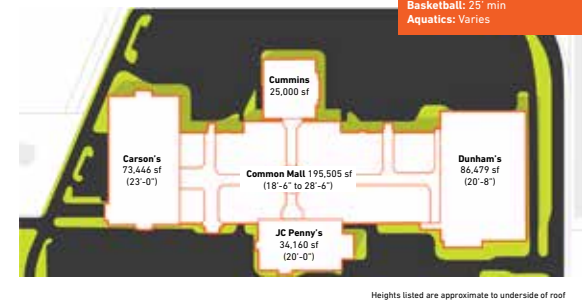 Basketball: 25' min
Aquatics: Varies
Cummins
25,000 sf
Carson's
73,446 sf
(23'-0")
Common Mall 195,505 sf
(18'-6" to 28'-6")
Dunham's
86,479 sf
(20'-8")
JC Penny's
34,160 sf
(20'-0")
Heights listed are approximate to underside of roof